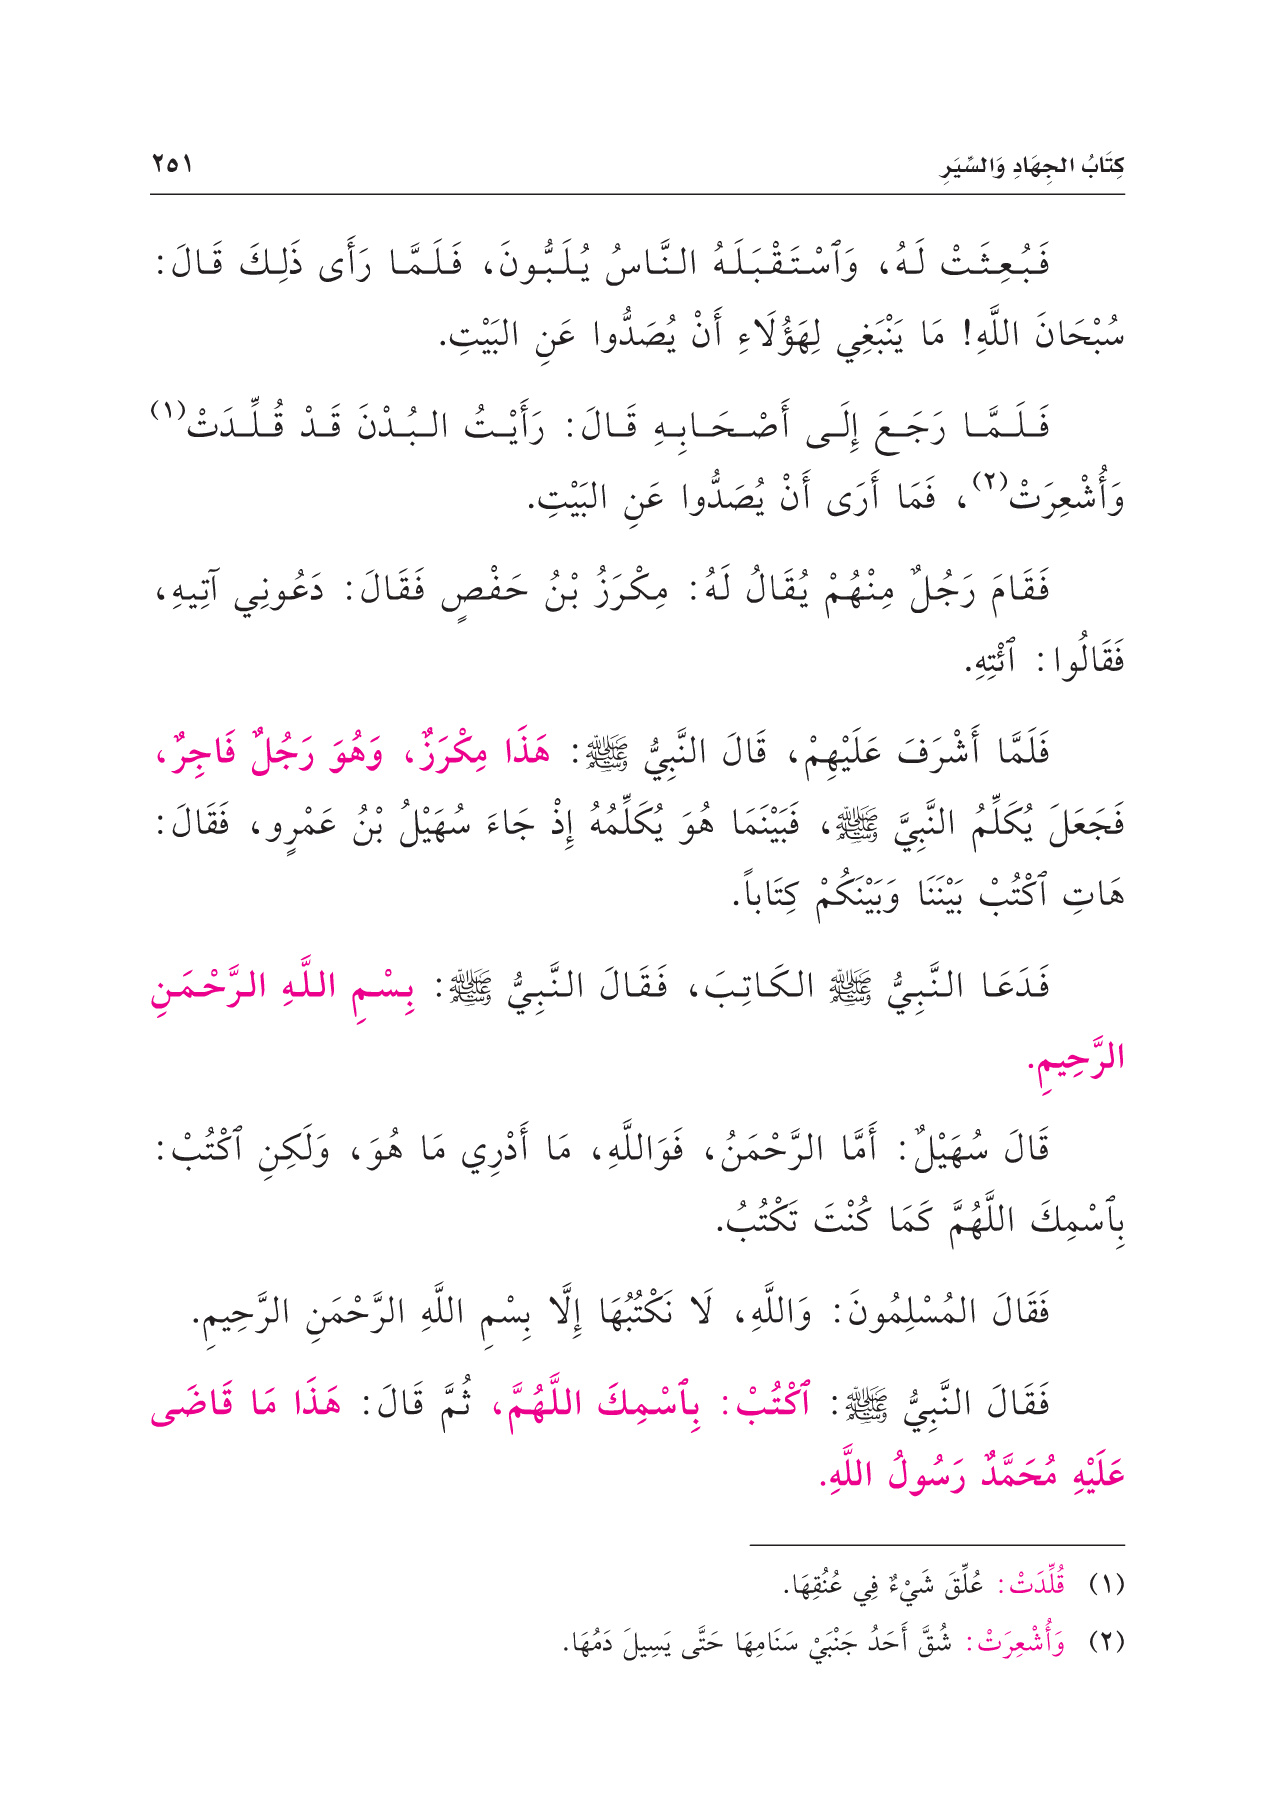 كِتَابُ الجِهَادِ وَالسِّيَرِ ٢٥١
فَبُعِثَتْ لَهُ، وَٱسْتَقْبَلَهُ النَّاسُ يُلَبُّونَ، فَلَمَّا رَأَى ذَلِكَ قَالَ:
سُبْحَانَ اللَّهِ! مَا يَنْبَغِي لِهَؤُلَاءِ أَنْ يُصَدُّوا عَنِ البَيْتِ.
فَلَمَّا رَجَعَ إِلَى أَصْحَابِهِ قَالَ: رَأَيْتُ البُدْنَ قَدْ قُلِّدَتْ(١)
وَأُشْعِرَتْ(٢)، فَمَا أَرَى أَنْ يُصَدُّوا عَنِ البَيْتِ.
فَقَامَ رَجُلٌ مِنْهُمْ يُقَالُ لَهُ: مِكْرَزُ بْنُ حَفْصٍ فَقَالَ: دَعُونِي آتِيهِ،
فَقَالُوا: ٱئْتِهِ.
فَلَمَّا أَشْرَفَ عَلَيْهِمْ، قَالَ النَّبِيُّ ﷺ: هَذَا مِكْرَزٌ، وَهُوَ رَجُلٌ فَاجِرٌ،
فَجَعَلَ يُكَلِّمُ النَّبِيَّ ﷺ، فَبَيْنَمَا هُوَ يُكَلِّمُهُ إِذْ جَاءَ سُهَيْلُ بْنُ عَمْرٍو، فَقَالَ:
هَاتِ ٱكْتُبْ بَيْنَنَا وَبَيْنَكُمْ كِتَاباً.
فَدَعَا النَّبِيُّ ﷺ الكَاتِبَ، فَقَالَ النَّبِيُّ ﷺ: بِسْمِ اللَّهِ الرَّحْمَنِ
الرَّحِيمِ.
قَالَ سُهَيْلٌ: أَمَّا الرَّحْمَنُ، فَوَاللَّهِ، مَا أَدْرِي مَا هُوَ، وَلَكِنِ ٱكْتُبْ:
بِٱسْمِكَ اللَّهُمَّ كَمَا كُنْتَ تَكْتُبُ.
فَقَالَ المُسْلِمُونَ: وَاللَّهِ، لَا نَكْتُبُهَا إِلَّا بِسْمِ اللَّهِ الرَّحْمَنِ الرَّحِيمِ.
فَقَالَ النَّبِيُّ ﷺ: ٱكْتُبْ: بِٱسْمِكَ اللَّهُمَّ، ثُمَّ قَالَ: هَذَا مَا قَاضَى
عَلَيْهِ مُحَمَّدٌ رَسُولُ اللَّهِ.
(١) قُلِّدَتْ: عُلِّقَ شَيْءٌ فِي عُنُقِهَا.
(٢) وَأُشْعِرَتْ: شُقَّ أَحَدُ جَنْبَيْ سَنَامِهَا حَتَّى يَسِيلَ دَمُهَا.